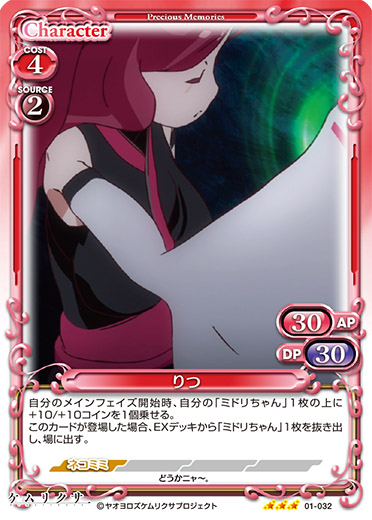 Precious Memories
Character
COST
4
SOURCE
2
30 AP
DP 30
りつ
自分のメインフェイズ開始時、自分の「ミドリちゃん」1枚の上に
+10/+10コインを1個乗せる。
このカードが登場した場合、EXデッキから「ミドリちゃん」1枚を抜き出
し、場に出す。
ネコミミ
どうかニャ～。
ケムリクサ
©ヤオヨロズケムリクサプロジェクト
01-032